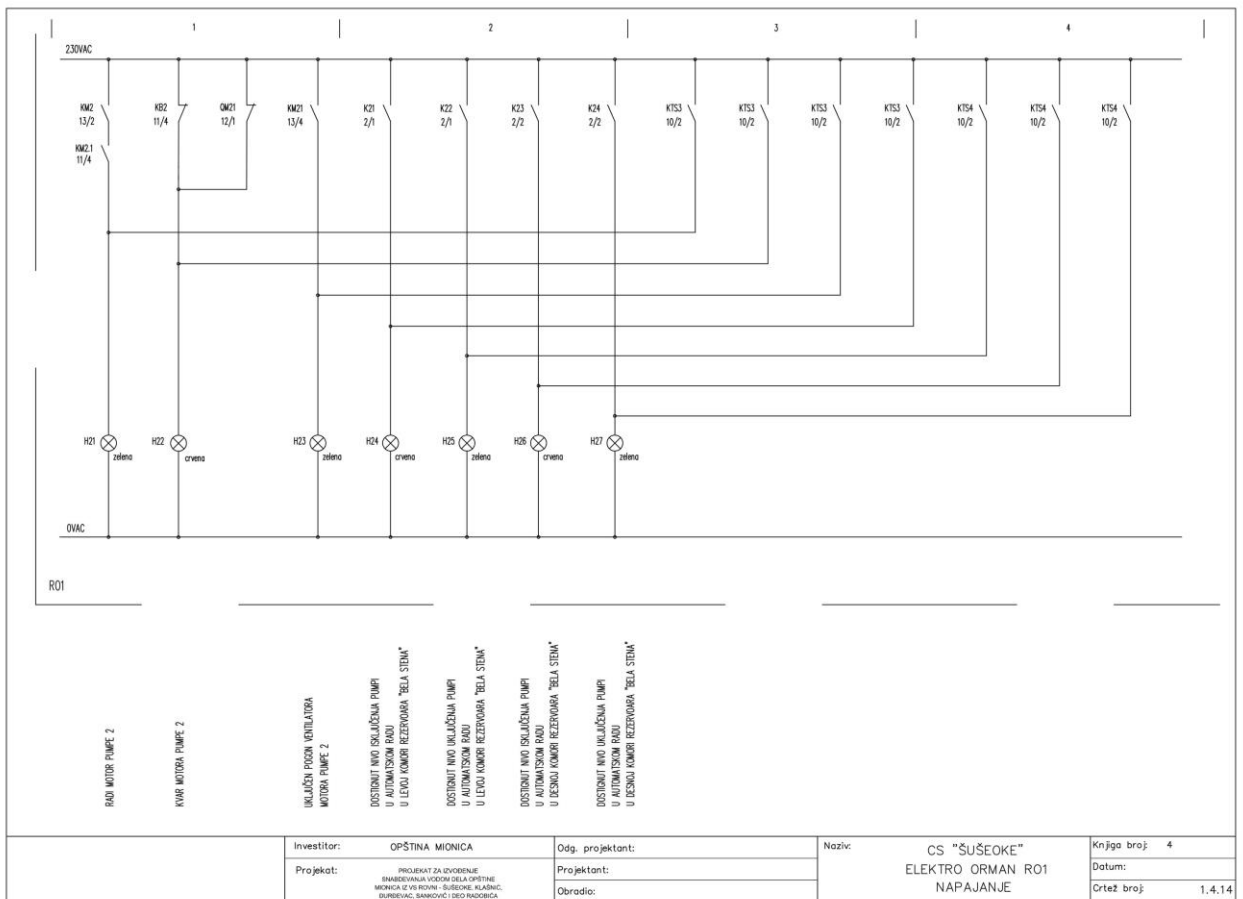 1 2 3 4
230VAC
KM2 KB2 QM21 KM21 K21 K22 K23 K24 KTS3 KTS3 KTS3 KTS3 KTS4 KTS4 KTS4
13/2 11/4 12/1 13/4 2/1 2/1 2/2 2/2 10/2 10/2 10/2 10/2 10/2 10/2 10/2
KM2.1
11/4
H21 H22 H23 H24 H25 H26 H27
zelena crvena zelena crvena zelena crvena zelena
0VAC
R01
RADI MOTOR PUMPE 2
KVAR MOTORA PUMPE 2
UKLJUČEN POGON VENTILATORA
MOTORA PUMPE 2
DOSTIGNUT NIVO ISKLJUČENJA PUMPI
U AUTOMATSKOM RADU
U LEVOJ KOMORI REZERVOARA "BELA STENA"
DOSTIGNUT NIVO UKLJUČENJA PUMPI
U AUTOMATSKOM RADU
U LEVOJ KOMORI REZERVOARA "BELA STENA"
DOSTIGNUT NIVO ISKLJUČENJA PUMPI
U AUTOMATSKOM RADU
U DESNOJ KOMORI REZERVOARA "BELA STENA"
DOSTIGNUT NIVO UKLJUČENJA PUMPI
U AUTOMATSKOM RADU
U DESNOJ KOMORI REZERVOARA "BELA STENA"
Investitor: OPŠTINA MIONICA
Projekat: PROJEKAT ZA IZVOĐENJE
SNABDEVANJA VODOM DELA OPŠTINE
MIONICA IZ VS ROVNI - ŠUŠEOKE, KLAŠNIĆ,
ĐURĐEVAC, SANKOVIĆ I DEO RADOBIĆA
Odg. projektant:
Projektant:
Obradio:
Naziv: CS "ŠUŠEOKE"
ELEKTRO ORMAN RO1
NAPAJANJE
Knjiga broj: 4
Datum:
Crtež broj: 1.4.14